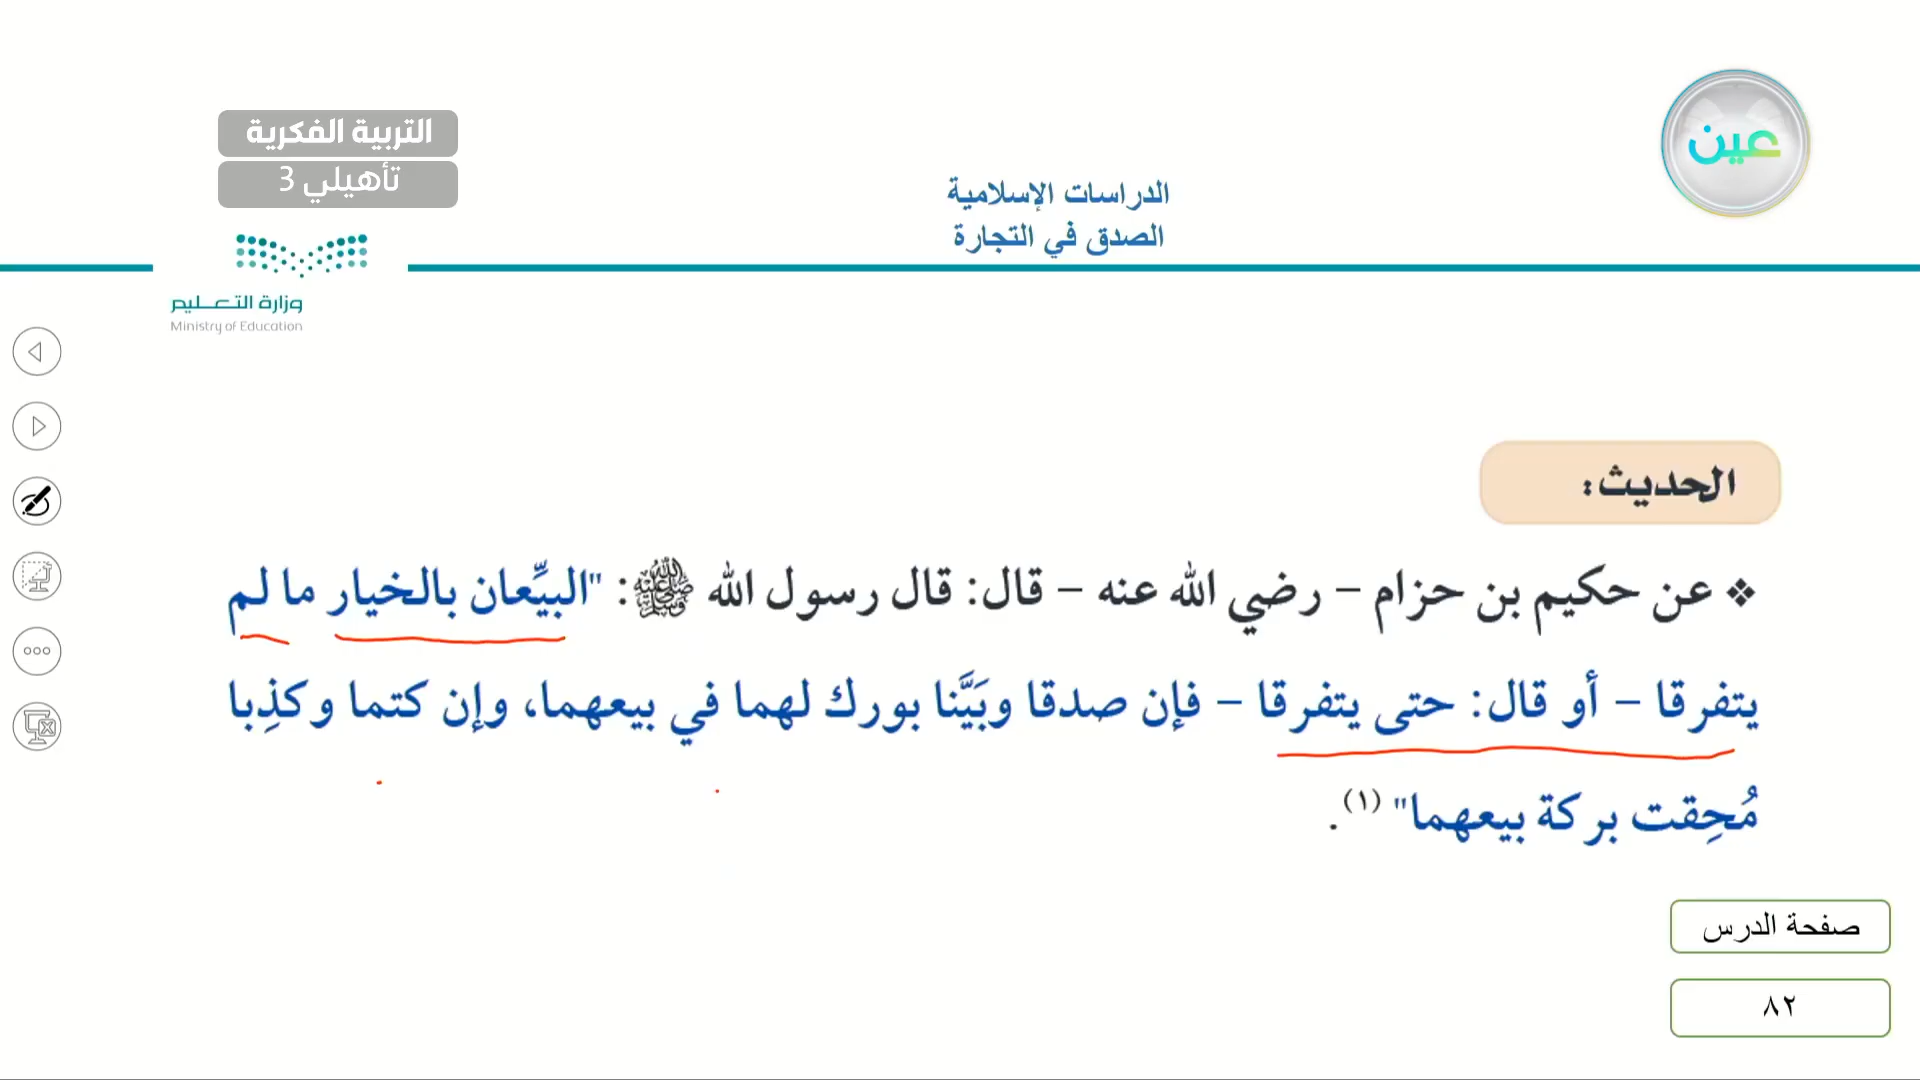 عين
التربية الفكرية
تأهيلي 3
الدراسات الإسلامية
الصدق في التجارة
وزارة التعليم
Ministry of Education
الحديث:
❖ عن حكيم بن حزام – رضي الله عنه – قال: قال رسول الله ﷺ: "البيِّعان بالخيار ما لم
يتفرقا – أو قال: حتى يتفرقا – فإن صدقا وبَيَّنا بورك لهما في بيعهما، وإن كتما وكذِبا
مُحِقت بركة بيعهما" (١).
صفحة الدرس
٨٢